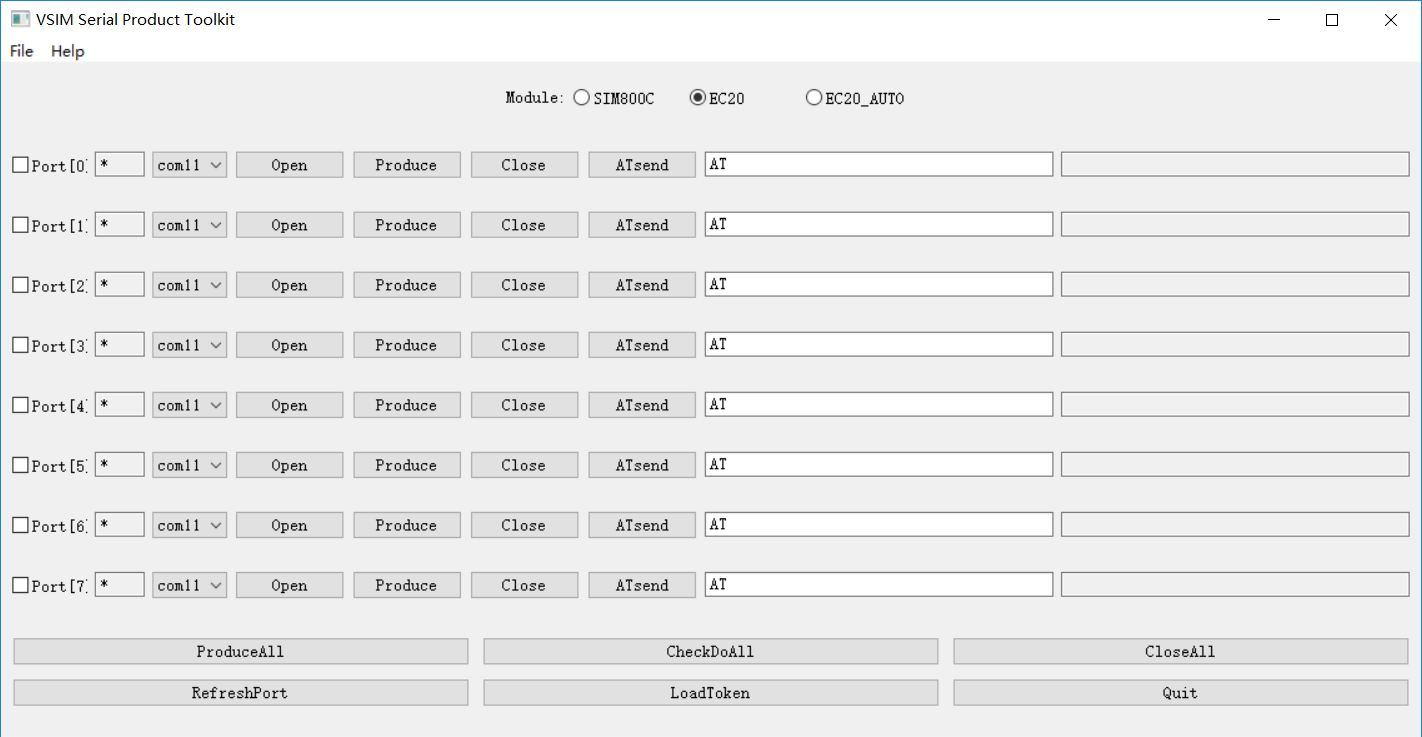 VSIM Serial Product Toolkit
File Help
Module: SIM800C EC20 EC20_AUTO
Port[0] * com11 Open Produce Close ATsend AT
Port[1] * com11 Open Produce Close ATsend AT
Port[2] * com11 Open Produce Close ATsend AT
Port[3] * com11 Open Produce Close ATsend AT
Port[4] * com11 Open Produce Close ATsend AT
Port[5] * com11 Open Produce Close ATsend AT
Port[6] * com11 Open Produce Close ATsend AT
Port[7] * com11 Open Produce Close ATsend AT
ProduceAll CheckDoAll CloseAll
RefreshPort LoadToken Quit